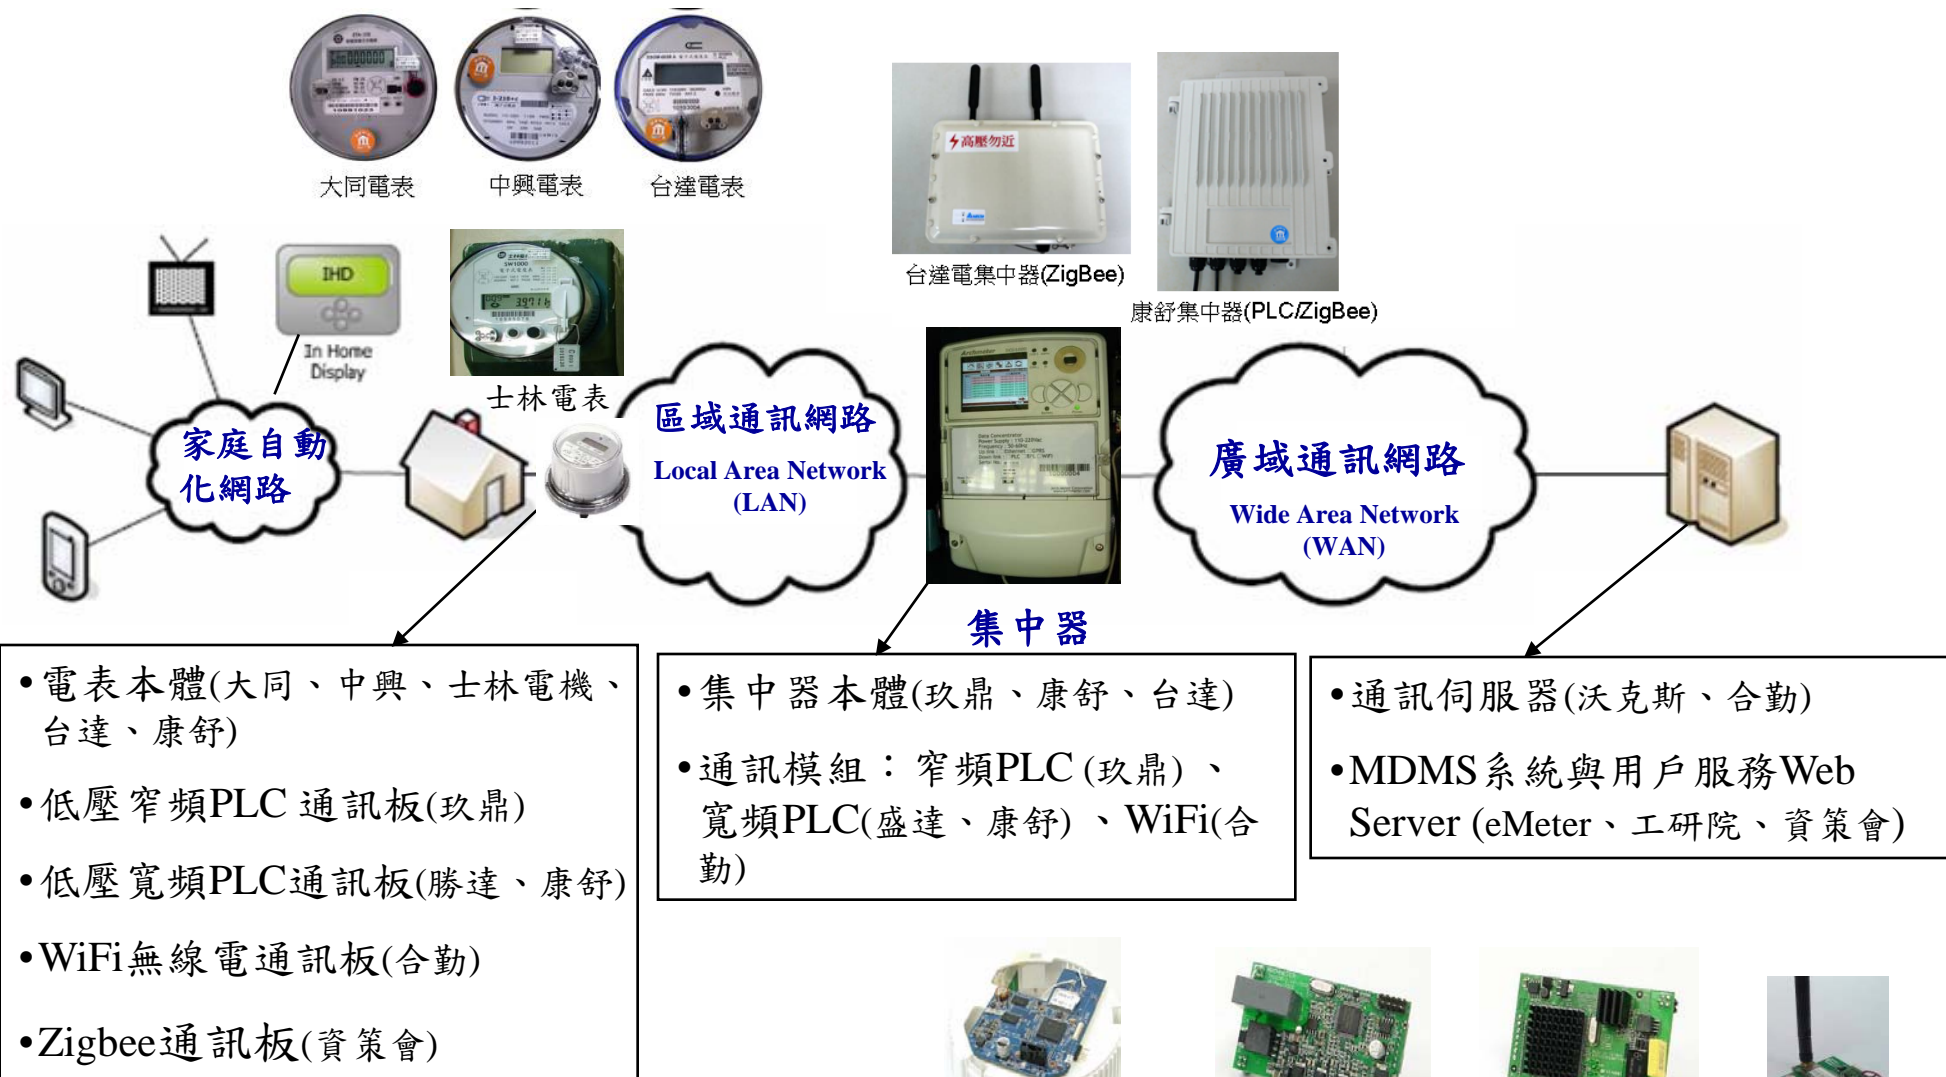 大同電表
中興電表
台達電表
高壓勿近
台達電集中器(ZigBee)
康舒集中器(PLC/ZigBee)
IHD
In Home
Display
SW1000
士林電表
家庭自動
化網路
區域通訊網路
Local Area Network
(LAN)
廣域通訊網路
Wide Area Network
(WAN)
集中器
•電表本體(大同、中興、士林電機、
台達、康舒)
•低壓窄頻PLC 通訊板(玖鼎)
•低壓寬頻PLC通訊板(勝達、康舒)
•WiFi無線電通訊板(合勤)
•Zigbee通訊板(資策會)
•集中器本體(玖鼎、康舒、台達)
•通訊模組：窄頻PLC (玖鼎) 、
寬頻PLC(盛達、康舒) 、WiFi(合
勤)
•通訊伺服器(沃克斯、合勤)
•MDMS系統與用戶服務Web
Server (eMeter、工研院、資策會)